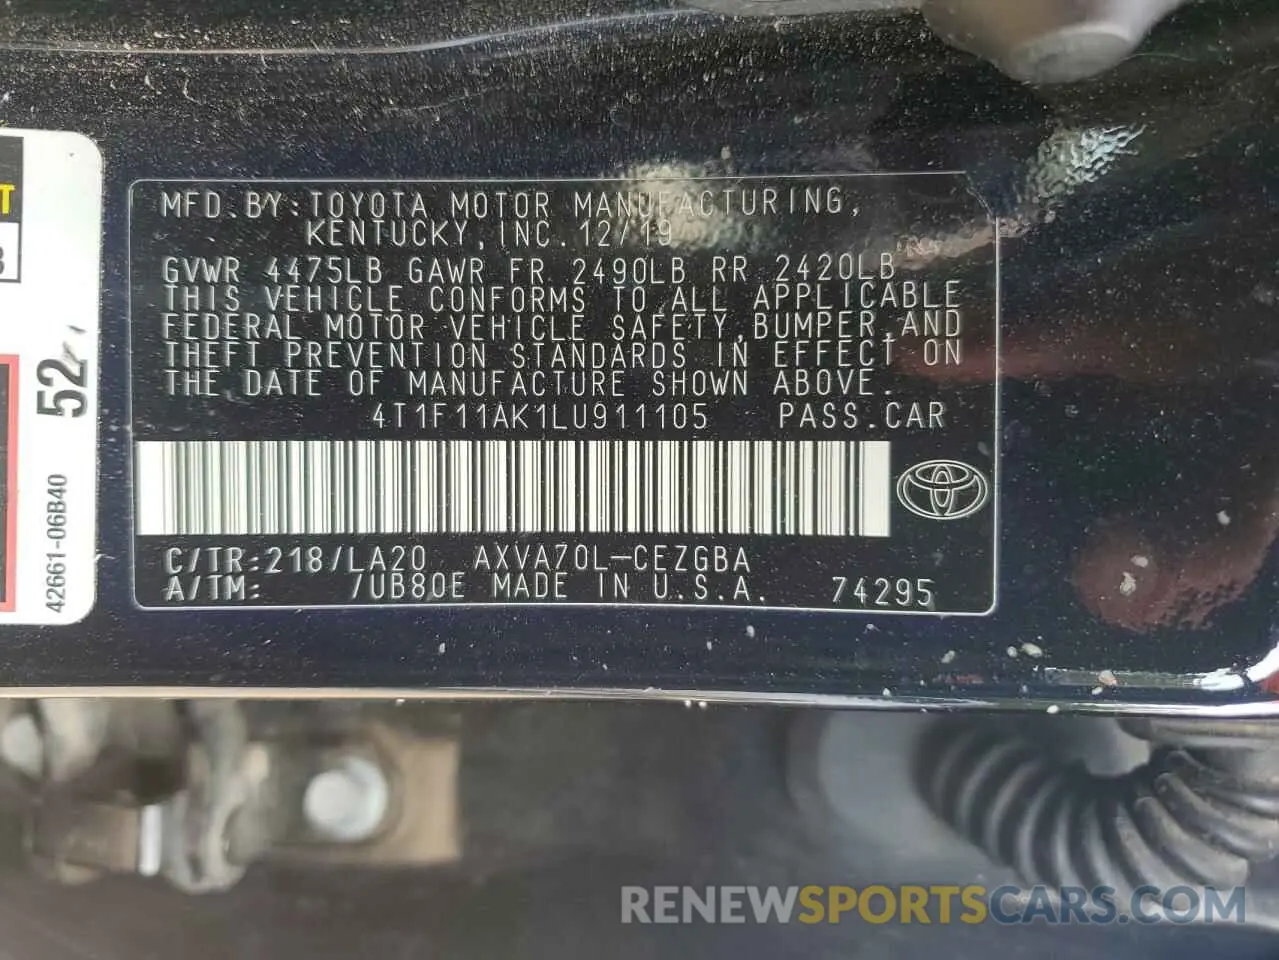 MFD.BY:TOYOTA MOTOR MANUFACTURING,
KENTUCKY,INC.12/19
GVWR 4475LB GAWR FR 2490LB RR 2420LB
THIS VEHICLE CONFORMS TO ALL APPLICABLE
FEDERAL MOTOR VEHICLE SAFETY,BUMPER,AND
THEFT PREVENTION STANDARDS IN EFFECT ON
THE DATE OF MANUFACTURE SHOWN ABOVE.
4T1F11AK1LU911105 PASS.CAR
C/TR:218/LA20 AXVA70L-CEZGBA
A/TM: /UB80E MADE IN U.S.A. 74295
42661-06B40
RENEWSPORTSCARS.COM